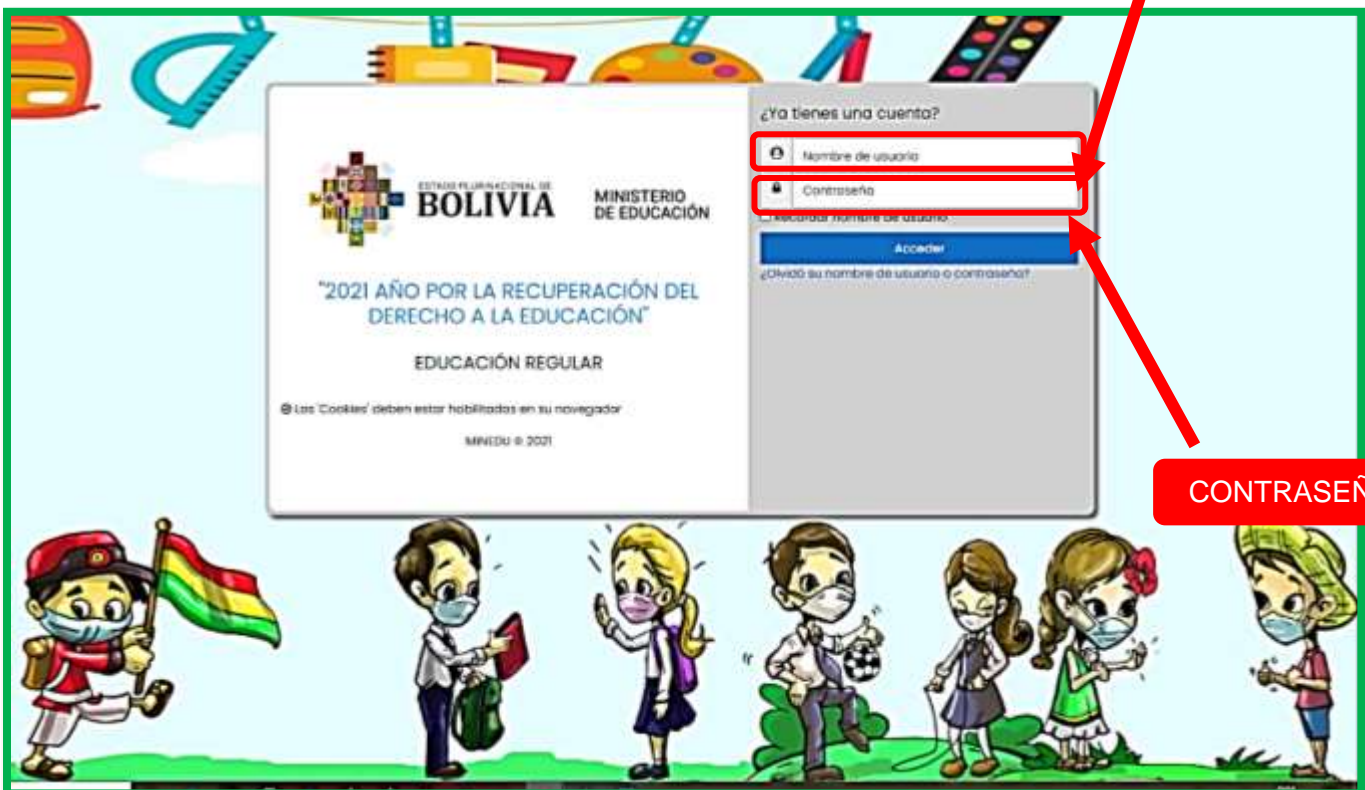 ¿Ya tienes una cuenta?
Nombre de usuario
Contraseña
Recordar nombre de usuario
Acceder
¿Olvidó su nombre de usuario o contraseña?
ESTADO PLURINACIONAL DE
BOLIVIA
MINISTERIO
DE EDUCACIÓN
"2021 AÑO POR LA RECUPERACIÓN DEL
DERECHO A LA EDUCACIÓN"
EDUCACIÓN REGULAR
Las 'Cookies' deben estar habilitadas en su navegador
MINEDU © 2021
CONTRASEÑ